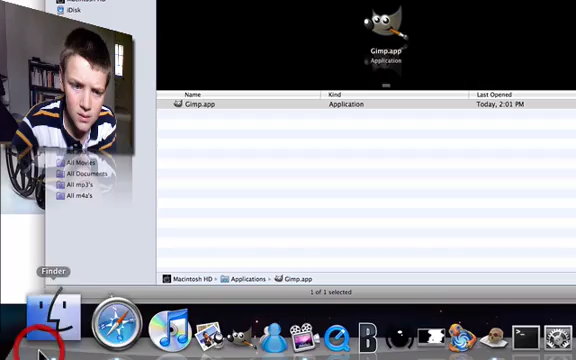 Macintosh HD
iDisk
Gimp.app
Application
Name Kind Last Opened
Gimp.app Application Today, 2:01 PM
All Movies
All Documents
All mp3's
All m4a's
Macintosh HD Applications Gimp.app
1 of 1 selected
Finder